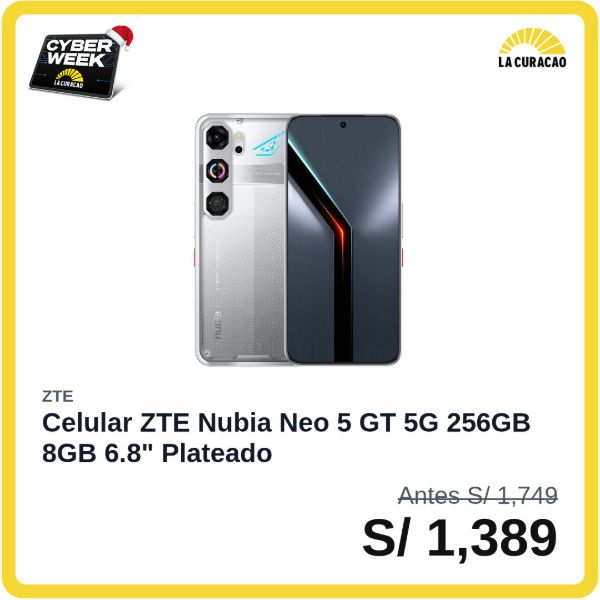 CYBER
WEEK
LA CURACAO
LA CURACAO
nubia
ZTE
Celular ZTE Nubia Neo 5 GT 5G 256GB
8GB 6.8" Plateado
Antes S/ 1,749
S/ 1,389